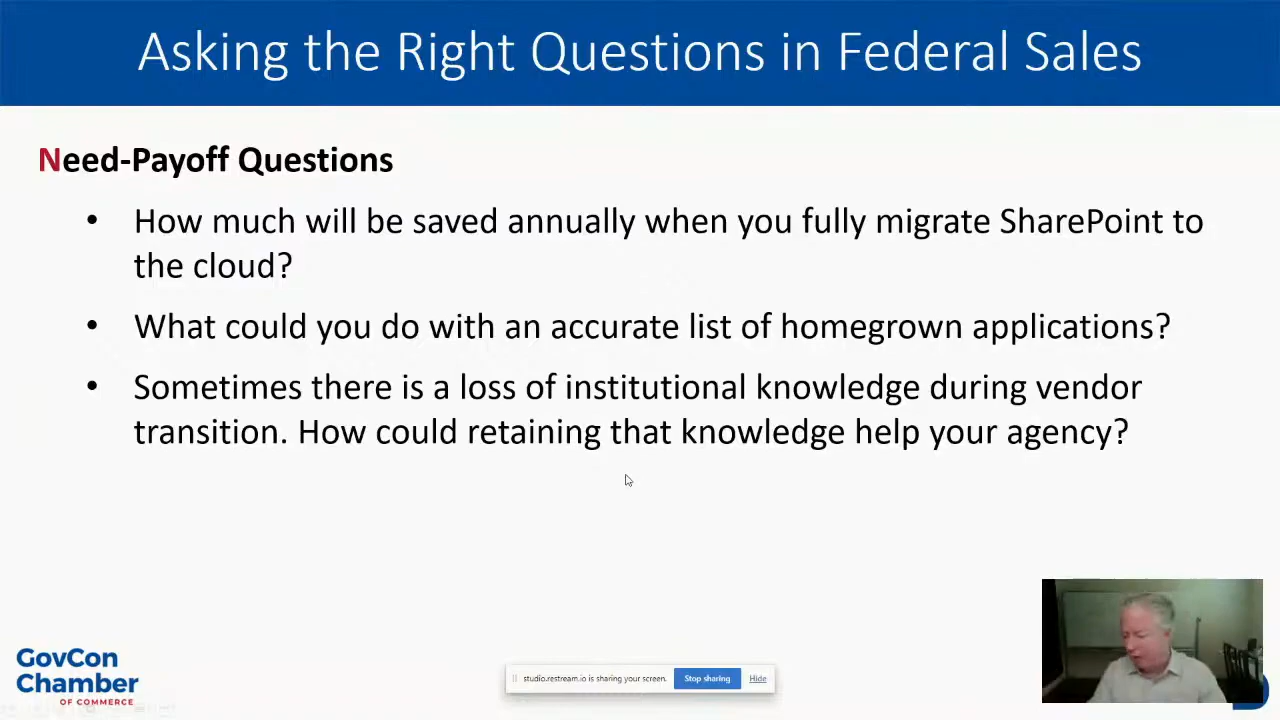 Asking the Right Questions in Federal Sales
Need-Payoff Questions
• How much will be saved annually when you fully migrate SharePoint to
the cloud?
• What could you do with an accurate list of homegrown applications?
• Sometimes there is a loss of institutional knowledge during vendor
transition. How could retaining that knowledge help your agency?
GovCon
Chamber
OF COMMERCE
studio.restream.io is sharing your screen.
Stop sharing
Hide